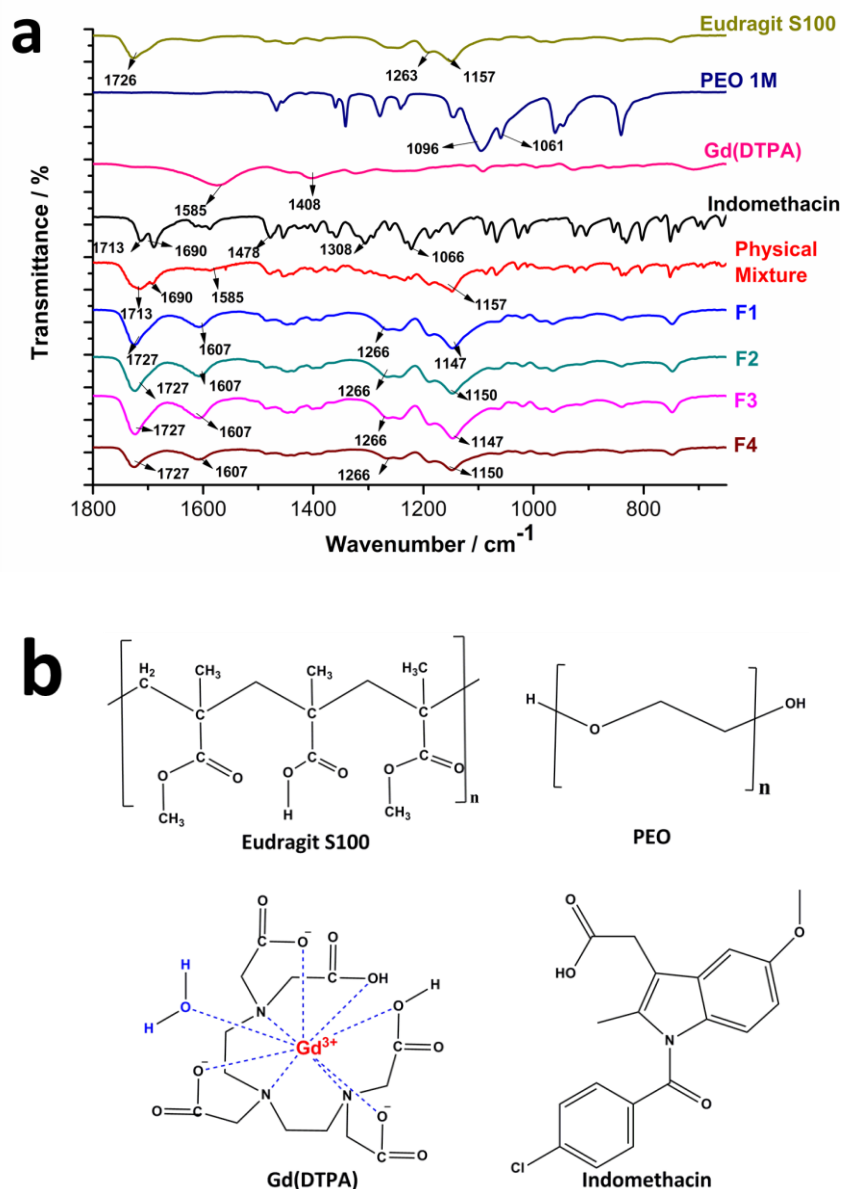 a
Eudragit S100
1726
1263
1157
PEO 1M
1096
1061
Gd(DTPA)
1585
1408
Indomethacin
1713
1690
1478
1308
1066
Physical
Mixture
1713
1690
1585
1157
F1
1727
1607
1266
1147
F2
1727
1607
1266
1150
F3
1727
1607
1266
1147
F4
1727
1607
1266
1150
Transmittance / %
1800
1600
1400
1200
1000
800
Wavenumber / cm⁻¹
b
H₂
C
CH₃
H₃C
C
C
C
C
C
C
O
O
O
O
O
O
CH₃
H
CH₃
n
Eudragit S100
H
O
OH
n
PEO
O
C
O⁻
O
C
OH
H
O
H
N
O
H
C
O
Gd³⁺
O⁻
O
C
N
N
O⁻
C
O
Gd(DTPA)
O
HO
O
N
O
Cl
Indomethacin